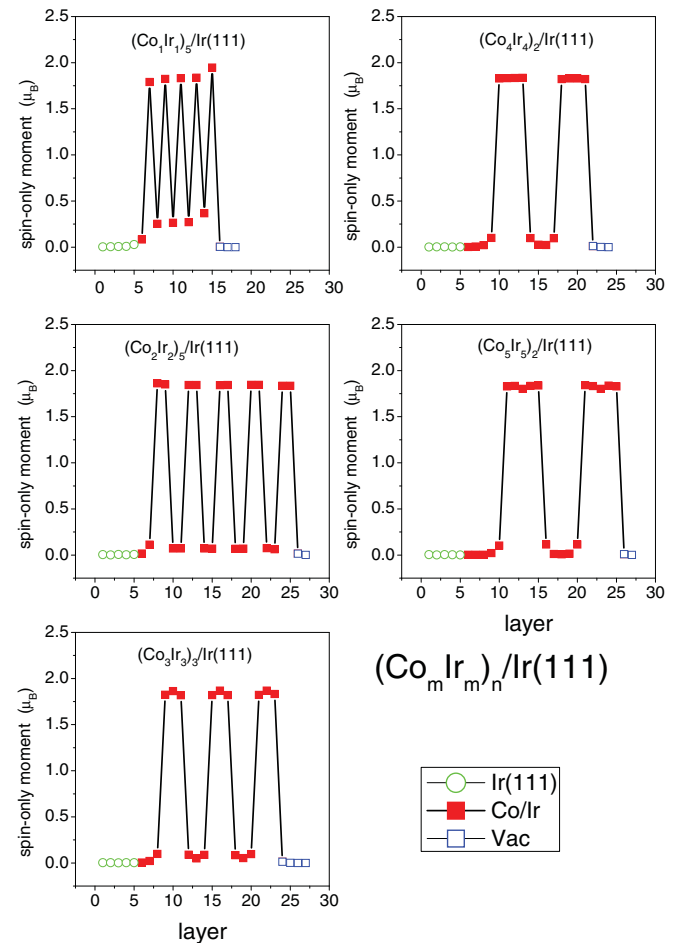 (Co₁Ir₁)₅/Ir(111)
spin-only moment (μ_B)
2.5
2.0
1.5
1.0
0.5
0.0
0 5 10 15 20 25 30
(Co₄Ir₄)₂/Ir(111)
spin-only moment (μ_B)
2.5
2.0
1.5
1.0
0.5
0.0
0 5 10 15 20 25 30
(Co₂Ir₂)₅/Ir(111)
spin-only moment (μ_B)
2.5
2.0
1.5
1.0
0.5
0.0
0 5 10 15 20 25 30
(Co₅Ir₅)₂/Ir(111)
spin-only moment (μ_B)
2.5
2.0
1.5
1.0
0.5
0.0
0 5 10 15 20 25 30
layer
(Co₃Ir₃)₃/Ir(111)
spin-only moment (μ_B)
2.5
2.0
1.5
1.0
0.5
0.0
0 5 10 15 20 25 30
layer
(CoₘIrₘ)ₙ/Ir(111)
Ir(111)
Co/Ir
Vac